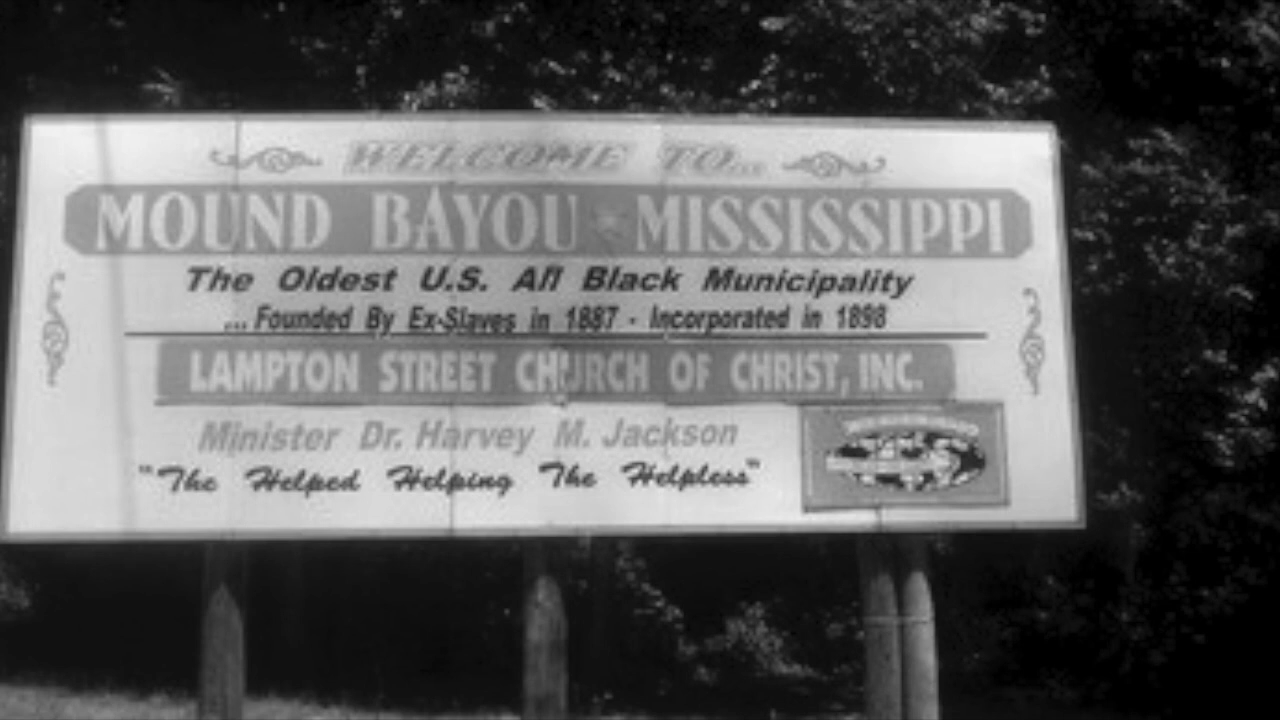 WELCOME TO...
MOUND BAYOU MISSISSIPPI
The Oldest U.S. All Black Municipality
... Founded By Ex-Slaves in 1887 - Incorporated in 1898
LAMPTON STREET CHURCH OF CHRIST, INC.
Minister Dr. Harvey M. Jackson
"The Helped Helping The Helpless"